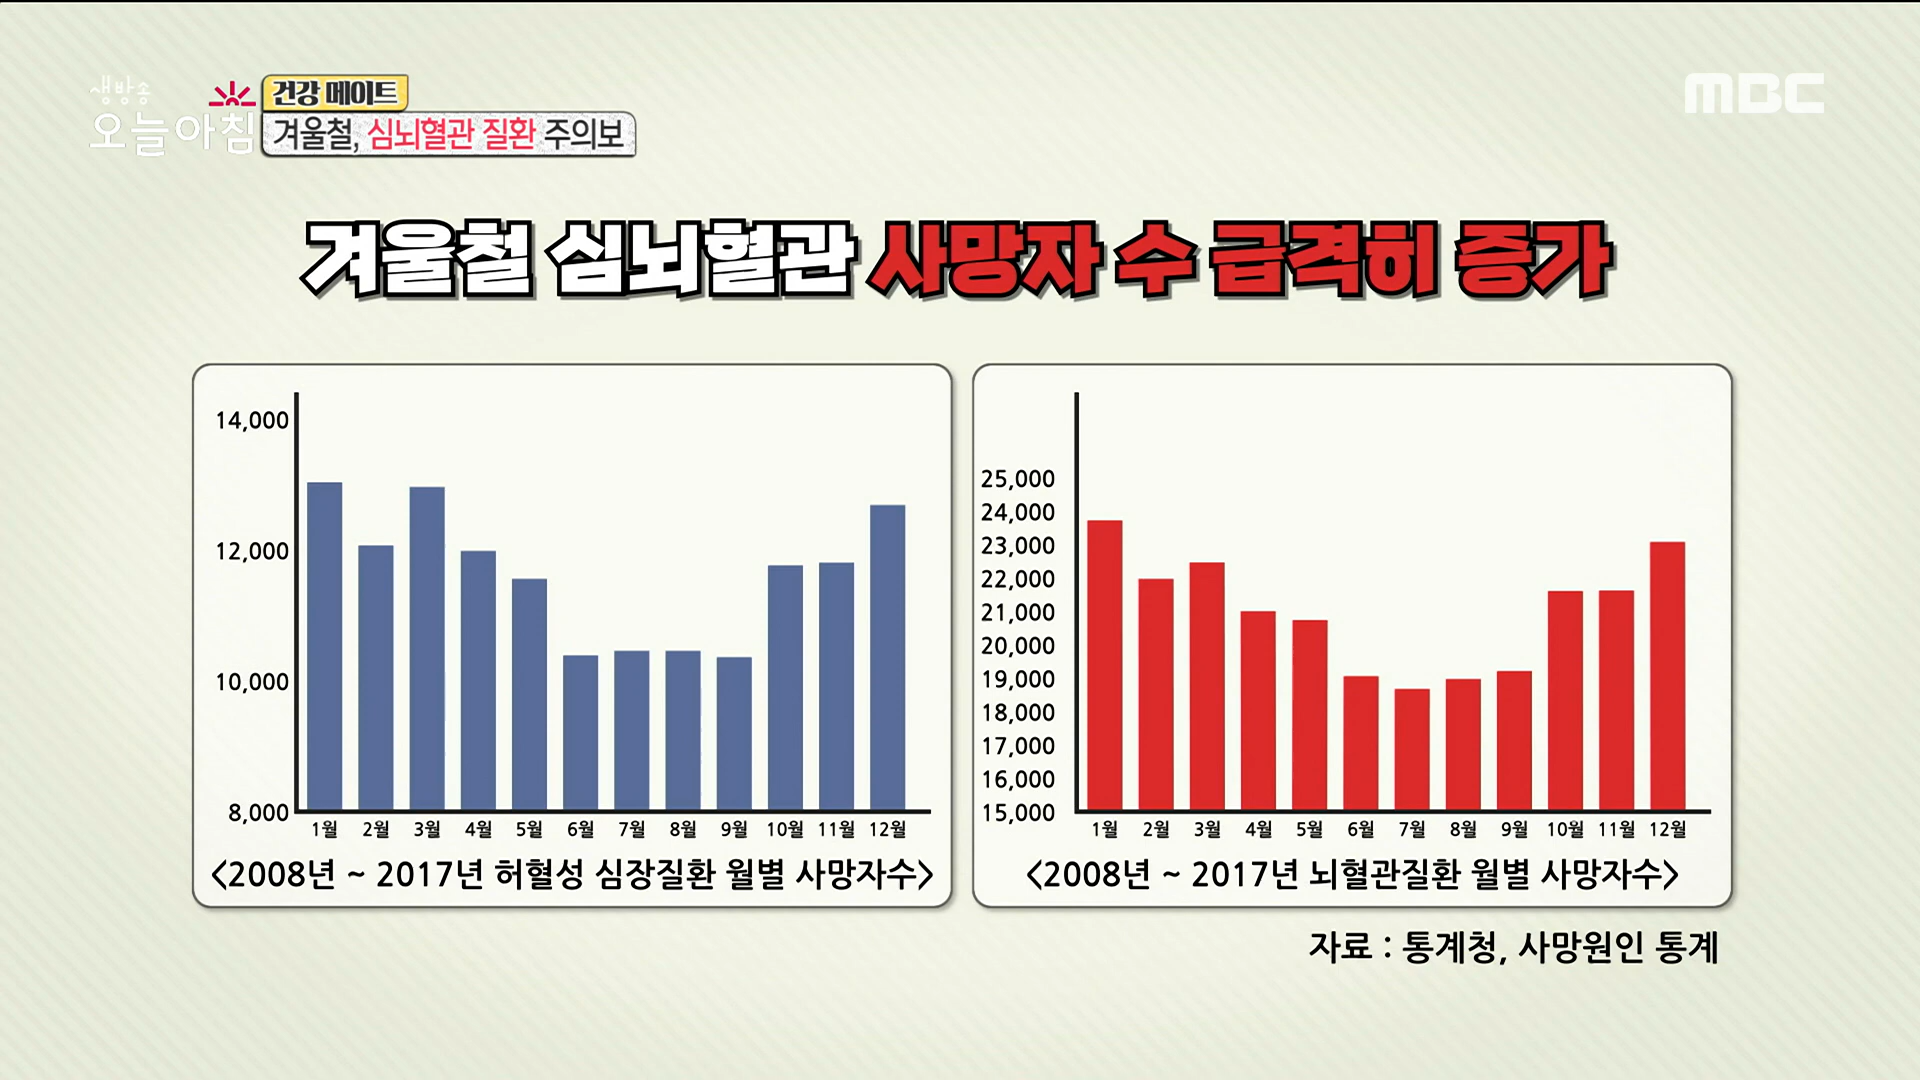 생방송
오늘아침
건강 메이트
겨울철, 심뇌혈관 질환 주의보
MBC
겨울철 심뇌혈관 사망자 수 급격히 증가
14,000
12,000
10,000
8,000
1월 2월 3월 4월 5월 6월 7월 8월 9월 10월 11월 12월
<2008년 ~ 2017년 허혈성 심장질환 월별 사망자수>
25,000
24,000
23,000
22,000
21,000
20,000
19,000
18,000
17,000
16,000
15,000
1월 2월 3월 4월 5월 6월 7월 8월 9월 10월 11월 12월
<2008년 ~ 2017년 뇌혈관질환 월별 사망자수>
자료 : 통계청, 사망원인 통계